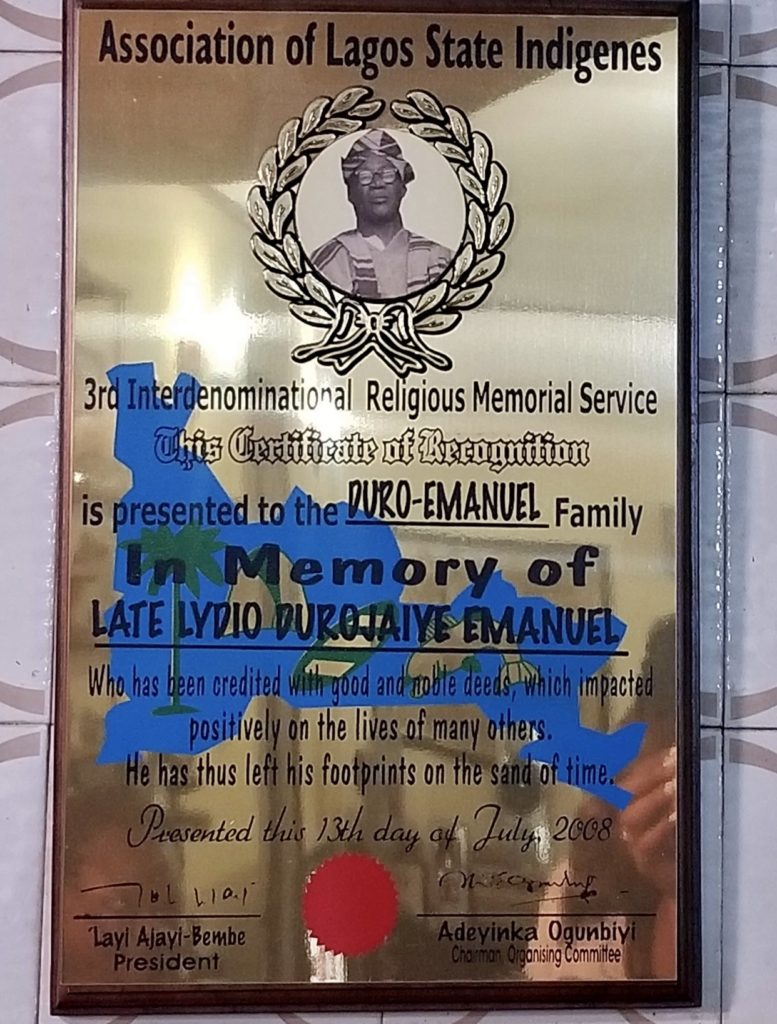 Association of Lagos State Indigenes
3rd Interdenominational Religious Memorial Service
This Certificate of Recognition
is presented to the DURO-EMANUEL Family
In Memory of
LATE LYDIO DUROJAIYE EMANUEL
Who has been credited with good and noble deeds, which impacted
positively on the lives of many others.
He has thus left his footprints on the sand of time.
Presented this 13th day of July, 2008
'Layi Ajayi-Bembe
President
Adeyinka Ogunbiyi
Chairman, Organising Committee